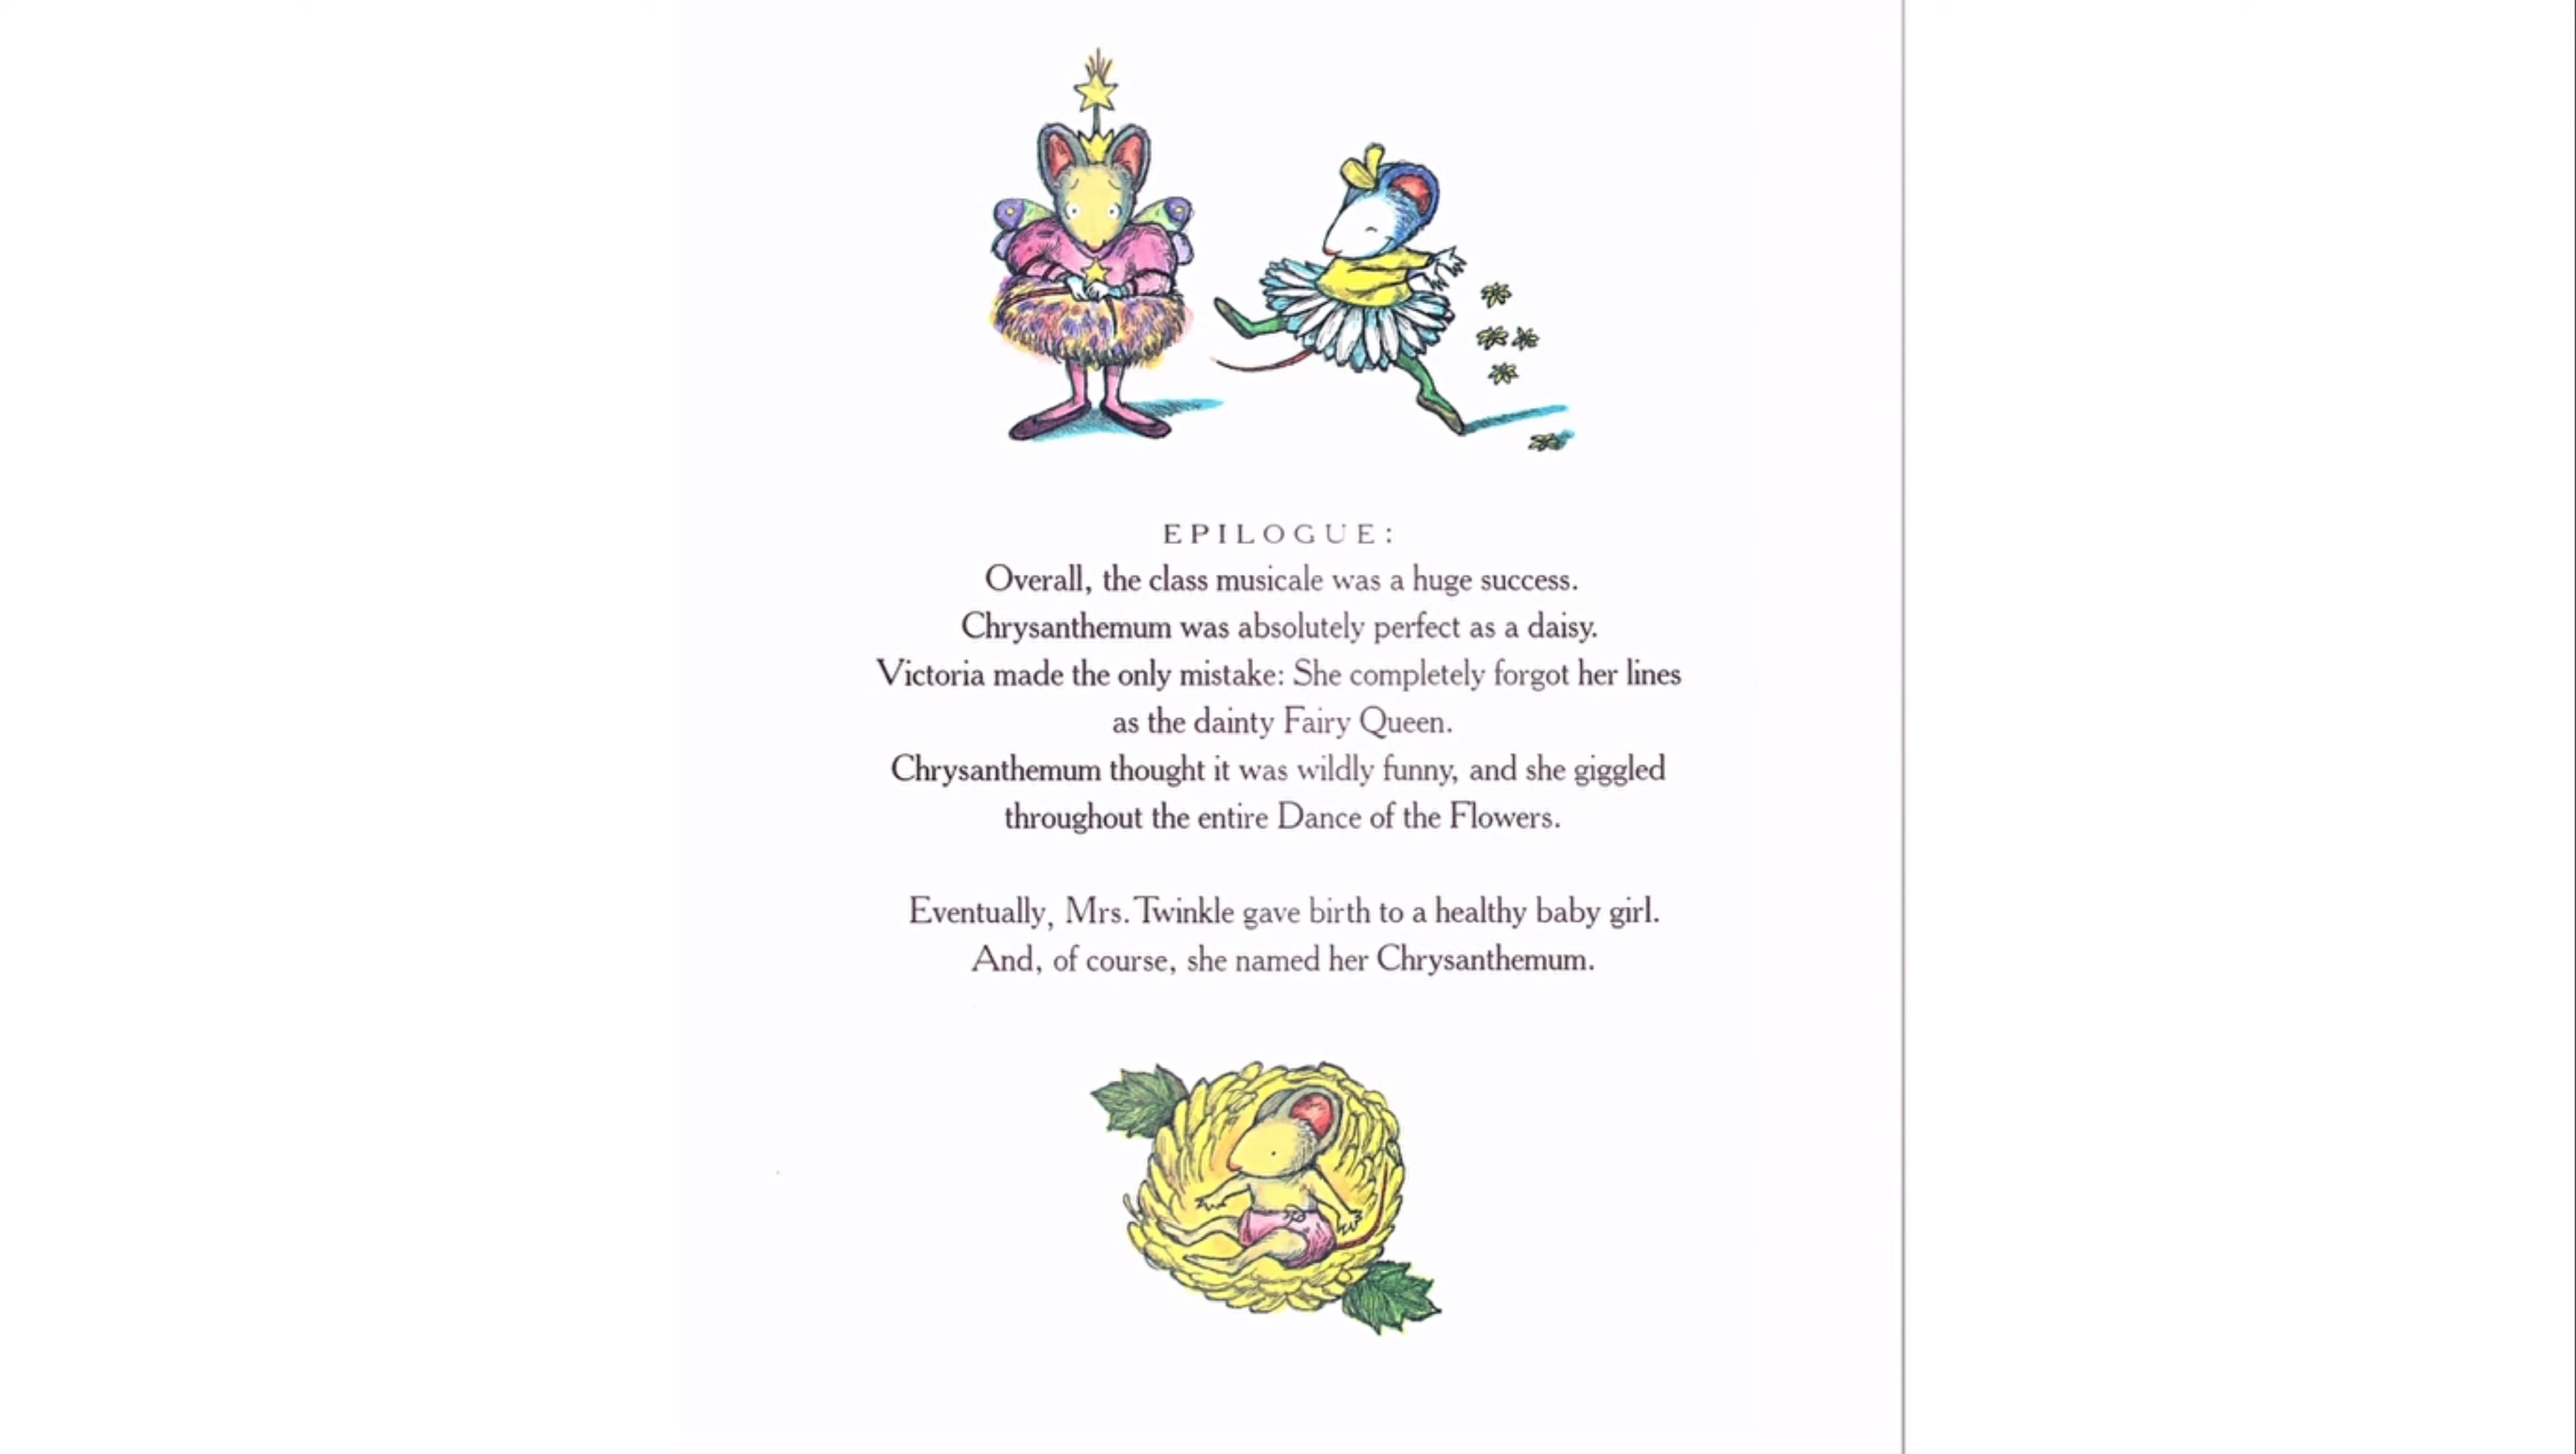 EPILOGUE:
Overall, the class musicale was a huge success.
Chrysanthemum was absolutely perfect as a daisy.
Victoria made the only mistake: She completely forgot her lines
as the dainty Fairy Queen.
Chrysanthemum thought it was wildly funny, and she giggled
throughout the entire Dance of the Flowers.
Eventually, Mrs. Twinkle gave birth to a healthy baby girl.
And, of course, she named her Chrysanthemum.